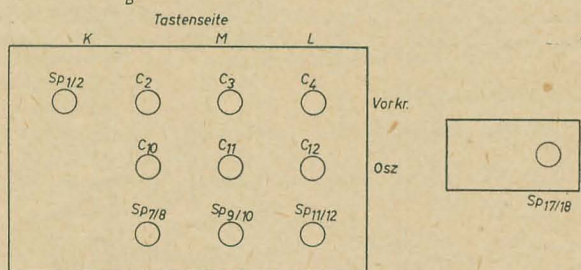 Tastenseite
K M L
Sp1/2 C2 C3 C4 Vorkr.
C10 C11 C12 Osz
Sp7/8 Sp9/10 Sp11/12
Sp17/18